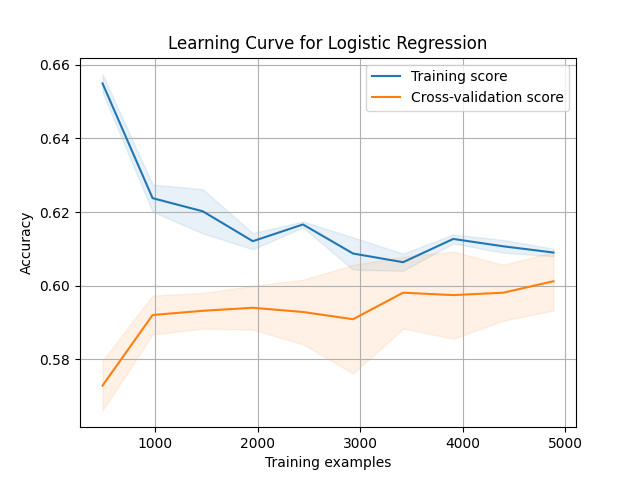 Learning Curve for Logistic Regression
Training score
Cross-validation score
Accuracy
0.66
0.64
0.62
0.60
0.58
1000 2000 3000 4000 5000
Training examples